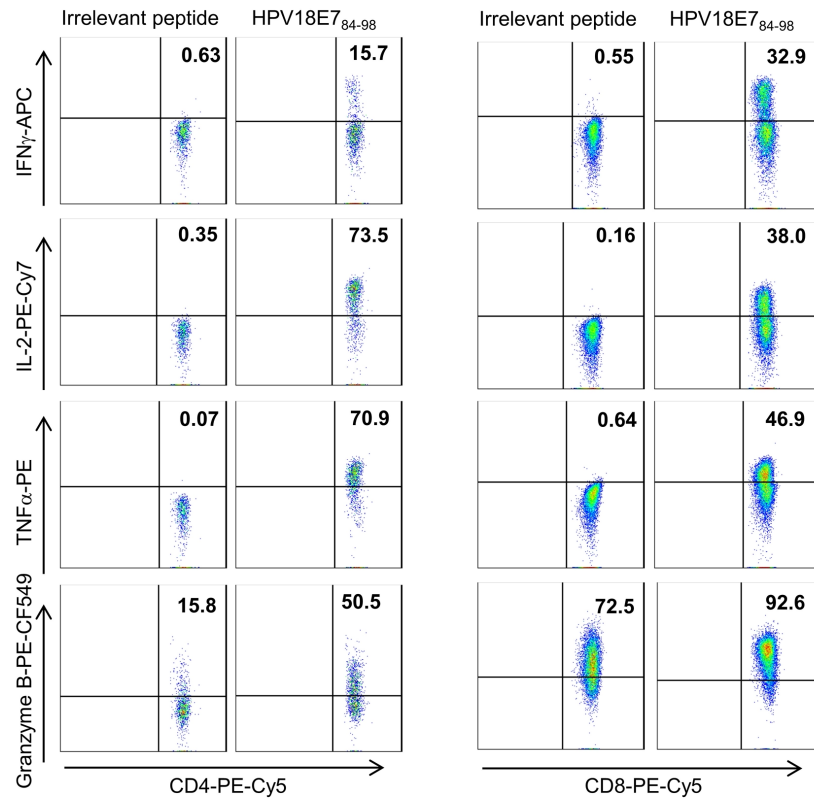 Irrelevant peptide HPV18E7₈₄₋₉₈ Irrelevant peptide HPV18E7₈₄₋₉₈
IFNγ-APC
0.63 15.7 0.55 32.9
IL-2-PE-Cy7
0.35 73.5 0.16 38.0
TNFα-PE
0.07 70.9 0.64 46.9
Granzyme B-PE-CF549
15.8 50.5 72.5 92.6
CD4-PE-Cy5 CD8-PE-Cy5